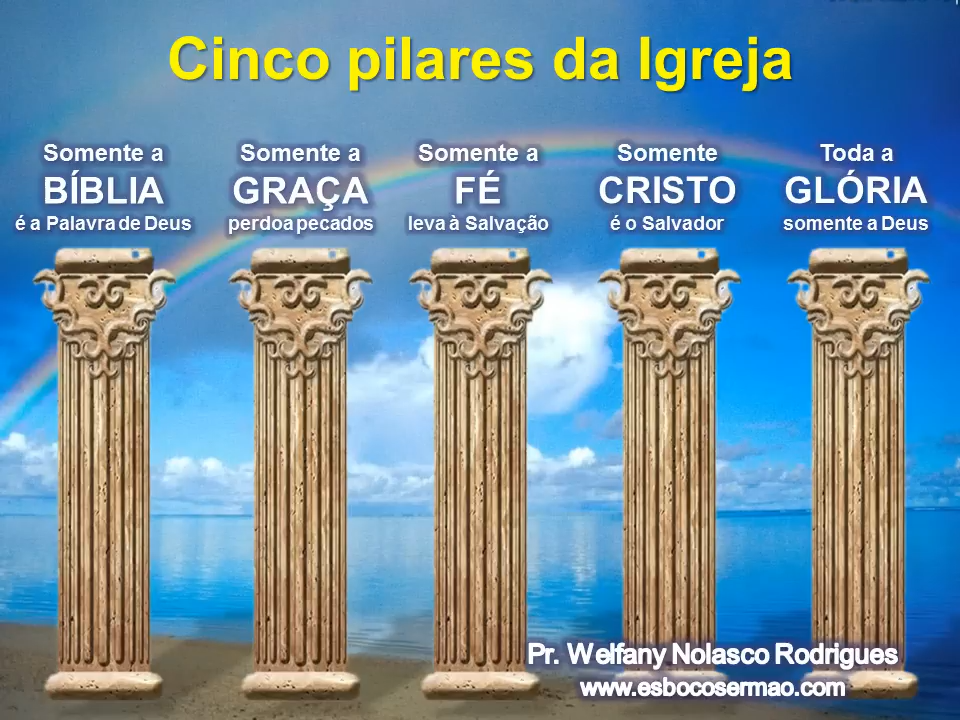 Cinco pilares da Igreja
Somente a
BÍBLIA
é a Palavra de Deus
Somente a
GRAÇA
perdoa pecados
Somente a
FÉ
leva à Salvação
Somente
CRISTO
é o Salvador
Toda a
GLÓRIA
somente a Deus
Pr. Welfany Nolasco Rodrigues
www.esbocosermao.com